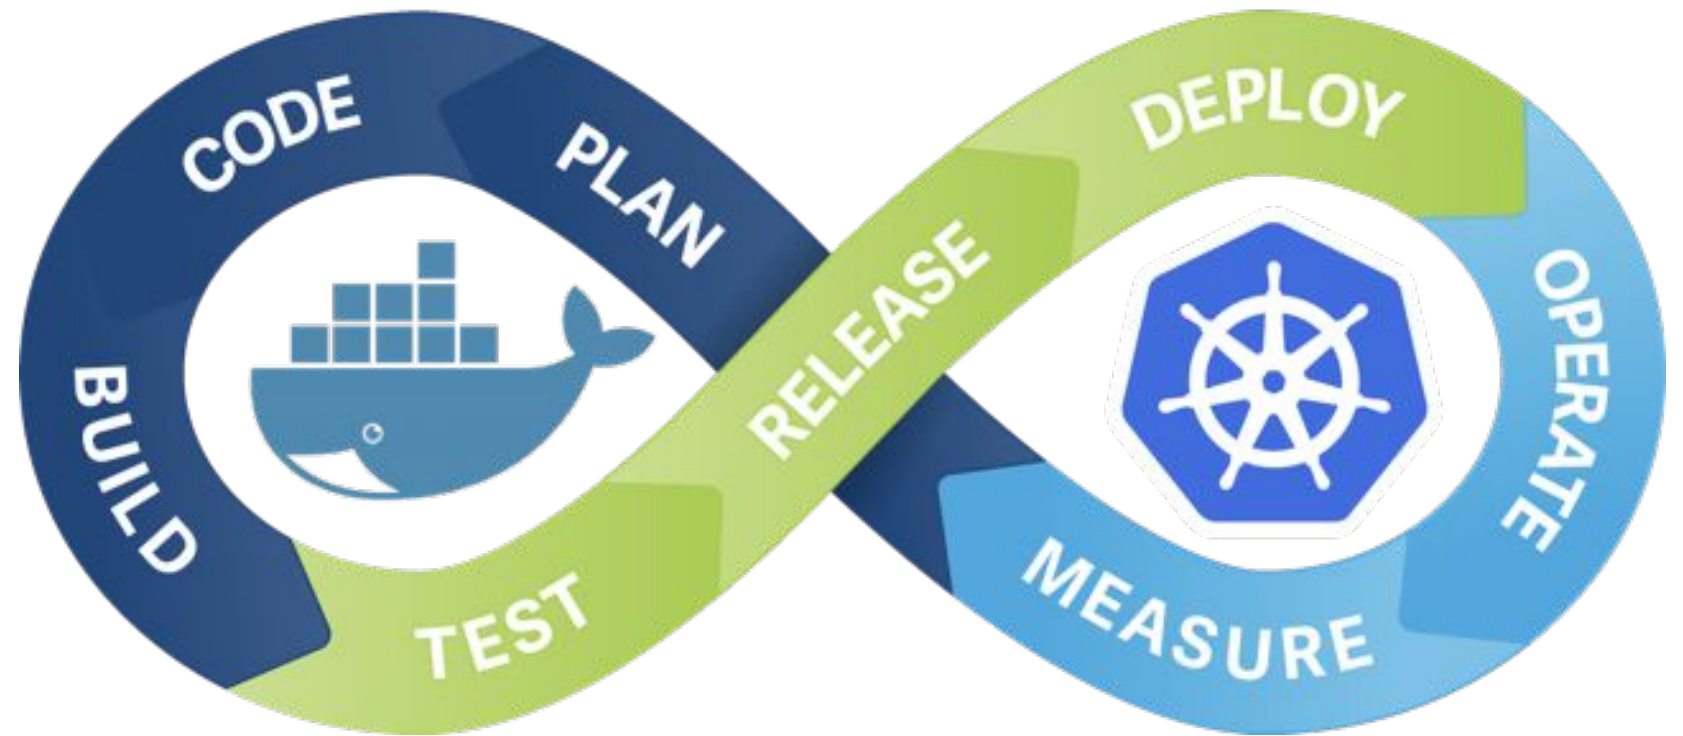 PLAN
CODE
BUILD
TEST
RELEASE
DEPLOY
OPERATE
MEASURE